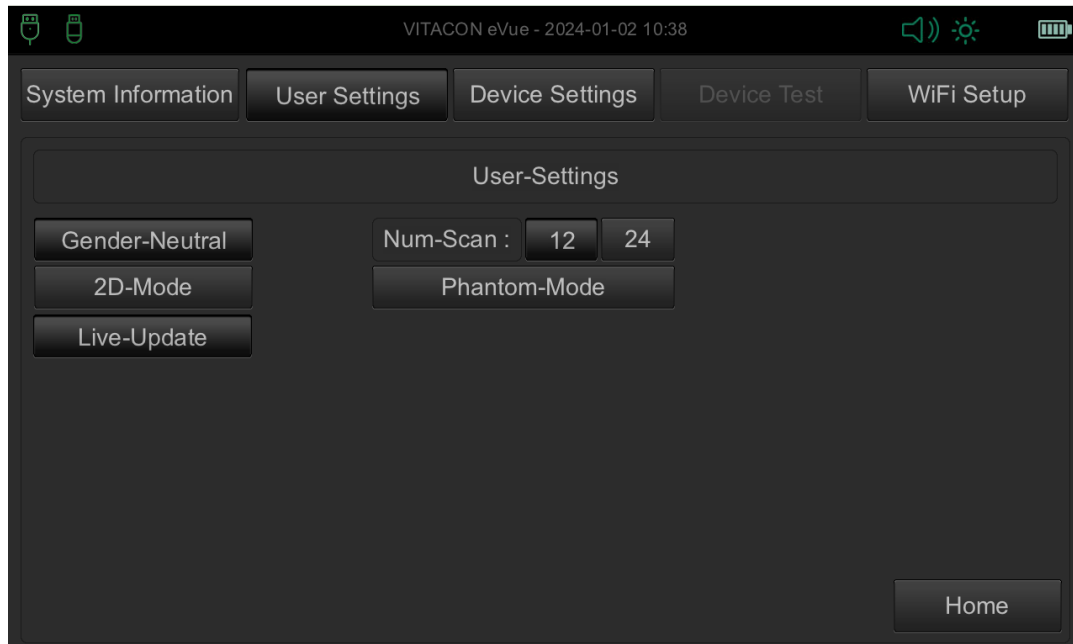 VITACON eVue - 2024-01-02 10:38
System Information User Settings Device Settings Device Test WiFi Setup
User-Settings
Gender-Neutral Num-Scan : 12 24
2D-Mode Phantom-Mode
Live-Update
Home